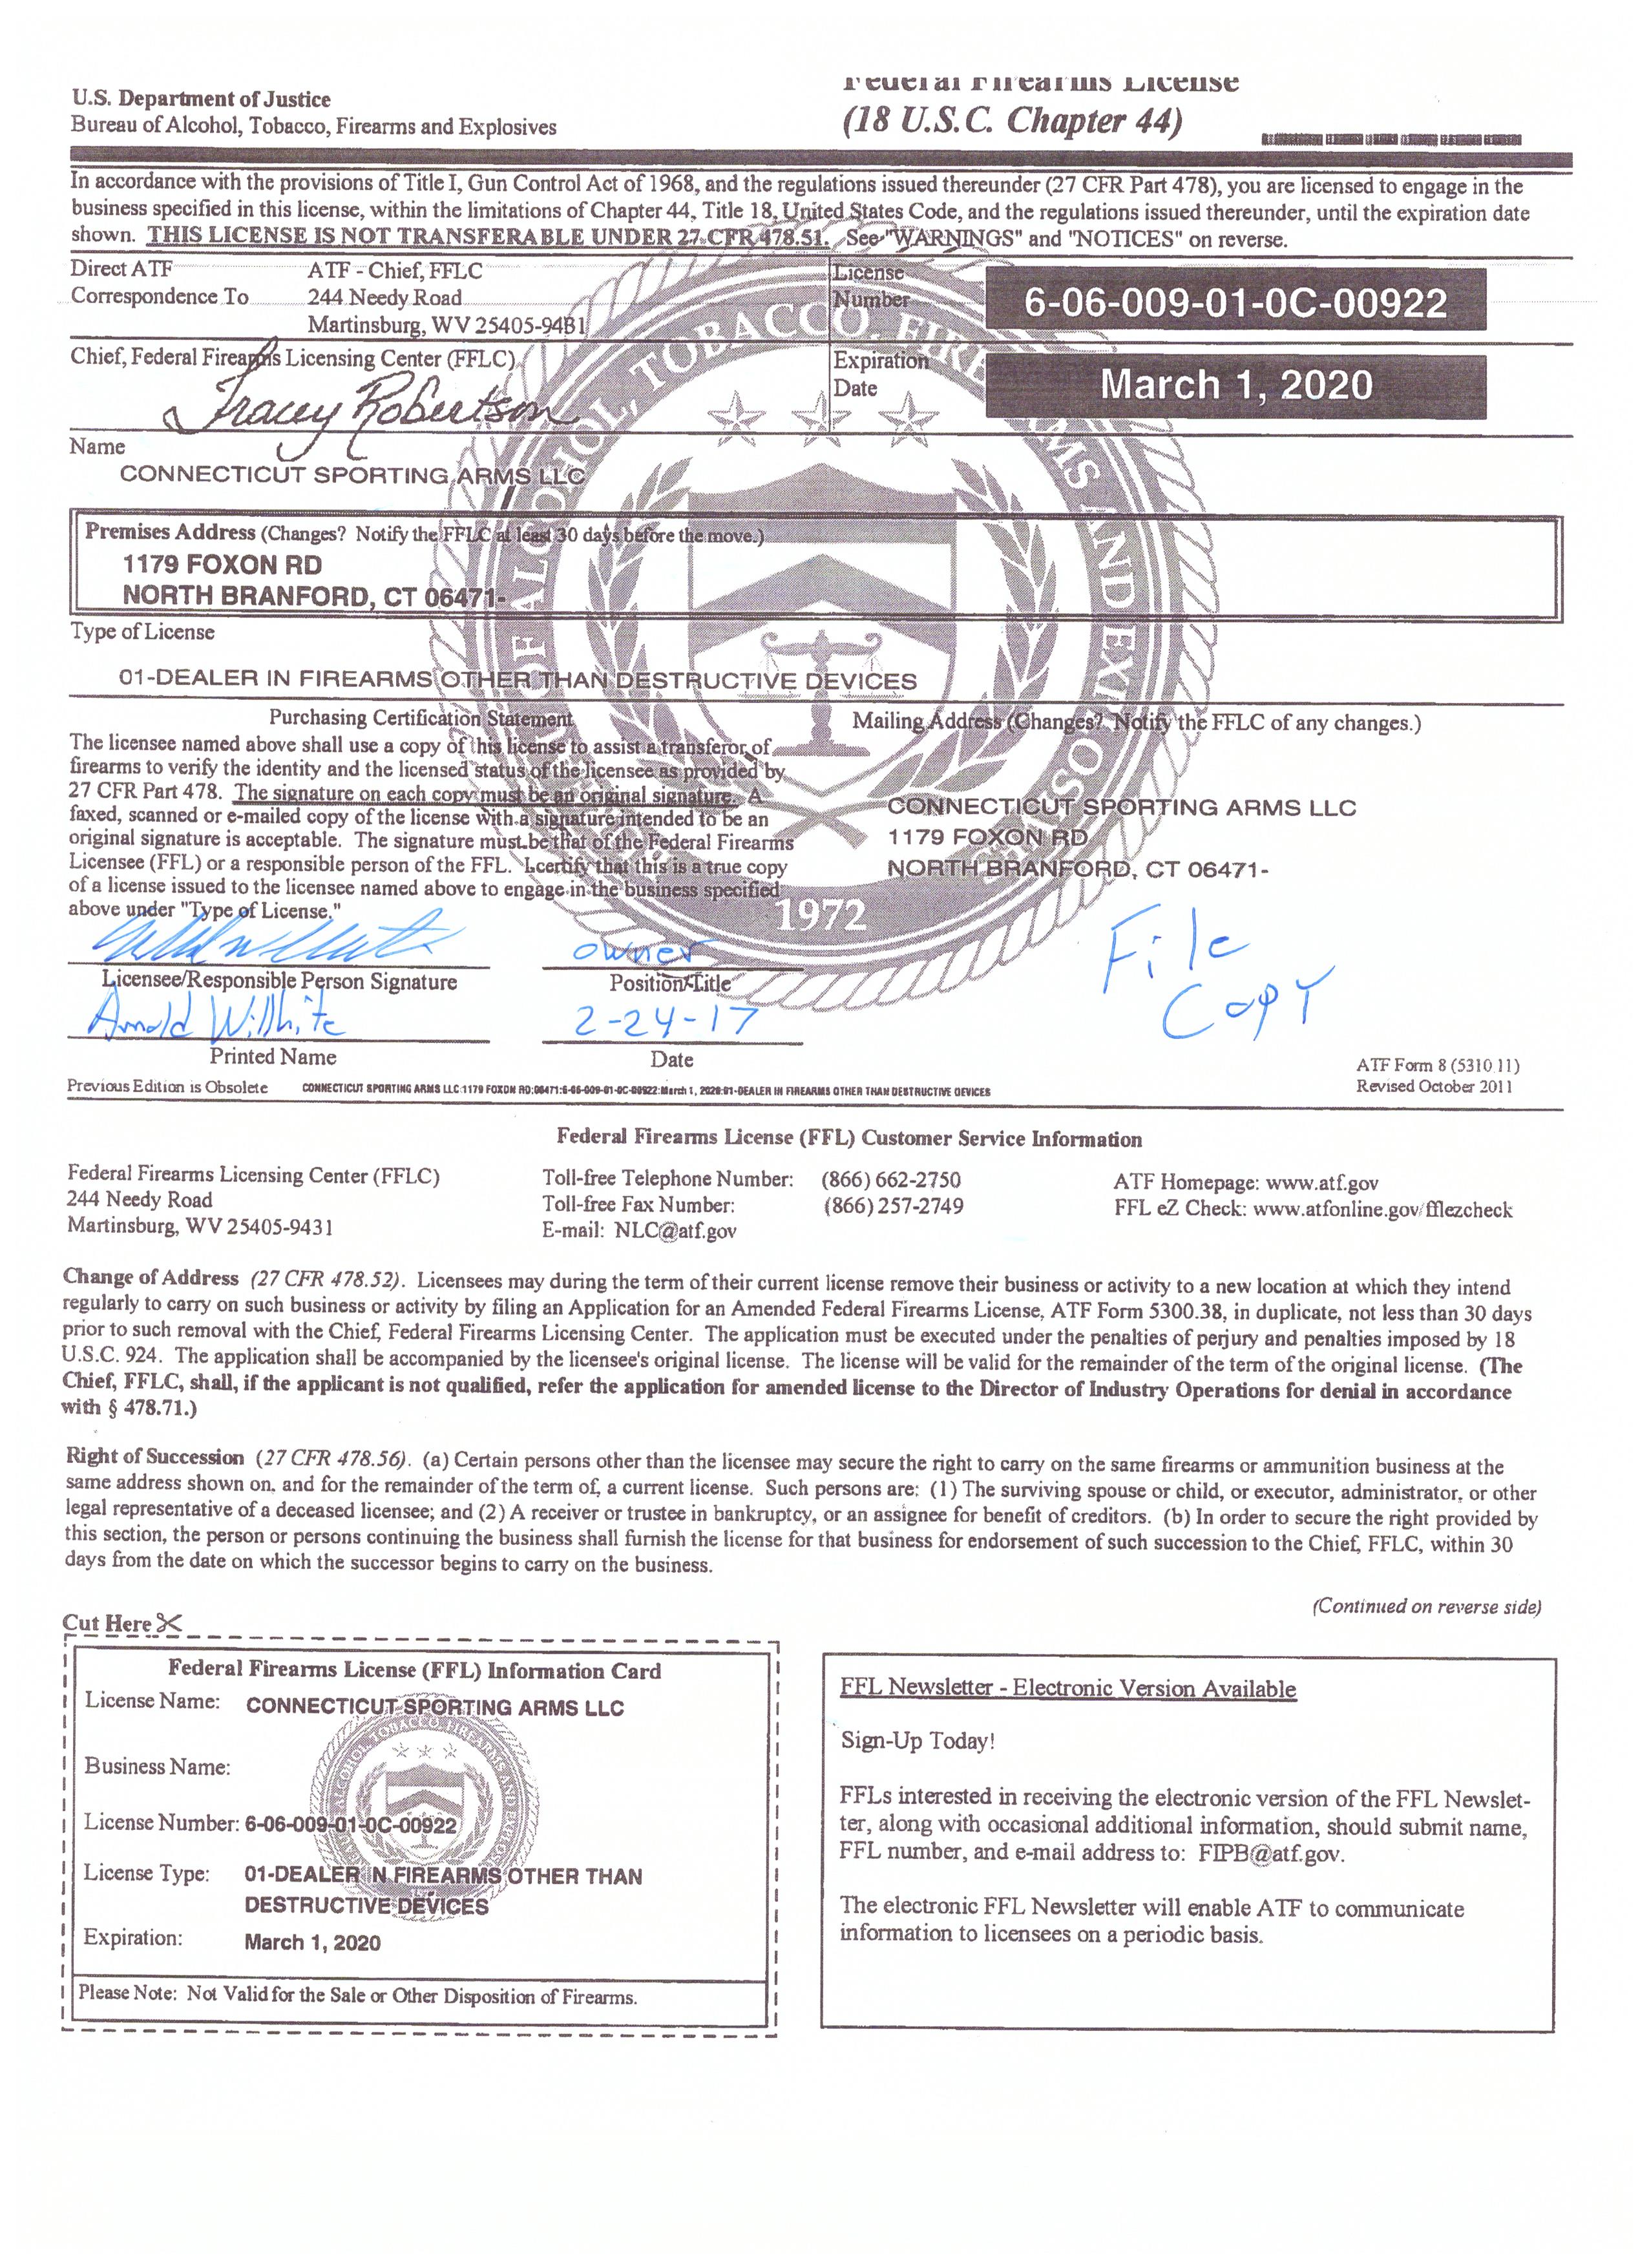 Federal Firearms License
U.S. Department of Justice
Bureau of Alcohol, Tobacco, Firearms and Explosives
(18 U.S.C. Chapter 44)
In accordance with the provisions of Title I, Gun Control Act of 1968, and the regulations issued thereunder (27 CFR Part 478), you are licensed to engage in the
business specified in this license, within the limitations of Chapter 44, Title 18, United States Code, and the regulations issued thereunder, until the expiration date
shown. THIS LICENSE IS NOT TRANSFERABLE UNDER 27 CFR 478.51. See "WARNINGS" and "NOTICES" on reverse.
Direct ATF
Correspondence To
ATF - Chief, FFLC
244 Needy Road
Martinsburg, WV 25405-9431
License
Number
6-06-009-01-0C-00922
Chief, Federal Firearms Licensing Center (FFLC)
Tracey Robertson
Expiration
Date
March 1, 2020
Name
CONNECTICUT SPORTING ARMS LLC
Premises Address (Changes? Notify the FFLC at least 30 days before the move.)
1179 FOXON RD
NORTH BRANFORD, CT 06471-
Type of License
01-DEALER IN FIREARMS OTHER THAN DESTRUCTIVE DEVICES
Purchasing Certification Statement
The licensee named above shall use a copy of this license to assist a transferor of
firearms to verify the identity and the licensed status of the licensee as provided by
27 CFR Part 478. The signature on each copy must be an original signature. A
faxed, scanned or e-mailed copy of the license with a signature intended to be an
original signature is acceptable. The signature must be that of the Federal Firearms
Licensee (FFL) or a responsible person of the FFL. I certify that this is a true copy
of a license issued to the licensee named above to engage in the business specified
above under "Type of License."
Mailing Address (Changes? Notify the FFLC of any changes.)
CONNECTICUT SPORTING ARMS LLC
1179 FOXON RD
NORTH BRANFORD, CT 06471-
1972
owner
Licensee/Responsible Person Signature
Position/Title
Arnold Willhite
2-24-17
Printed Name
Date
File
Copy
ATF Form 8 (5310.11)
Revised October 2011
Previous Edition is Obsolete
CONNECTICUT SPORTING ARMS LLC:1179 FOXON RD:06471:6-06-009-01-0C-00922:March 1, 2020:01-DEALER IN FIREARMS OTHER THAN DESTRUCTIVE DEVICES
Federal Firearms License (FFL) Customer Service Information
Federal Firearms Licensing Center (FFLC)
244 Needy Road
Martinsburg, WV 25405-9431
Toll-free Telephone Number: (866) 662-2750
Toll-free Fax Number: (866) 257-2749
E-mail: NLC@atf.gov
ATF Homepage: www.atf.gov
FFL eZ Check: www.atfonline.gov/fflezcheck
Change of Address (27 CFR 478.52). Licensees may during the term of their current license remove their business or activity to a new location at which they intend
regularly to carry on such business or activity by filing an Application for an Amended Federal Firearms License, ATF Form 5300.38, in duplicate, not less than 30 days
prior to such removal with the Chief, Federal Firearms Licensing Center. The application must be executed under the penalties of perjury and penalties imposed by 18
U.S.C. 924. The application shall be accompanied by the licensee's original license. The license will be valid for the remainder of the term of the original license. (The
Chief, FFLC, shall, if the applicant is not qualified, refer the application for amended license to the Director of Industry Operations for denial in accordance
with § 478.71.)
Right of Succession (27 CFR 478.56). (a) Certain persons other than the licensee may secure the right to carry on the same firearms or ammunition business at the
same address shown on, and for the remainder of the term of, a current license. Such persons are: (1) The surviving spouse or child, or executor, administrator, or other
legal representative of a deceased licensee; and (2) A receiver or trustee in bankruptcy, or an assignee for benefit of creditors. (b) In order to secure the right provided by
this section, the person or persons continuing the business shall furnish the license for that business for endorsement of such succession to the Chief, FFLC, within 30
days from the date on which the successor begins to carry on the business.
(Continued on reverse side)
Cut Here
Federal Firearms License (FFL) Information Card
License Name: CONNECTICUT SPORTING ARMS LLC
Business Name:
License Number: 6-06-009-01-0C-00922
License Type: 01-DEALER IN FIREARMS OTHER THAN
DESTRUCTIVE DEVICES
Expiration: March 1, 2020
Please Note: Not Valid for the Sale or Other Disposition of Firearms.
FFL Newsletter - Electronic Version Available
Sign-Up Today!
FFLs interested in receiving the electronic version of the FFL Newslet-
ter, along with occasional additional information, should submit name,
FFL number, and e-mail address to: FIPB@atf.gov.
The electronic FFL Newsletter will enable ATF to communicate
information to licensees on a periodic basis.